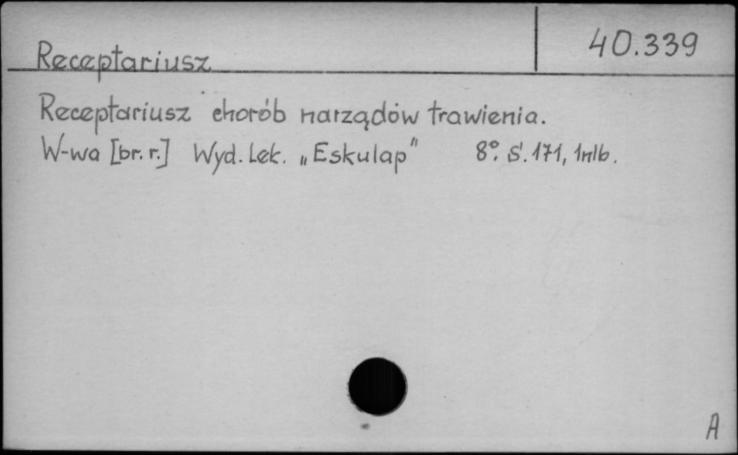 40.339
Receptariusz
Receptariusz chorób narządów trawienia.
W-wa [br. r.] Wyd. Lek. „Eskulap" 8° S. 171, 1nlb.
A